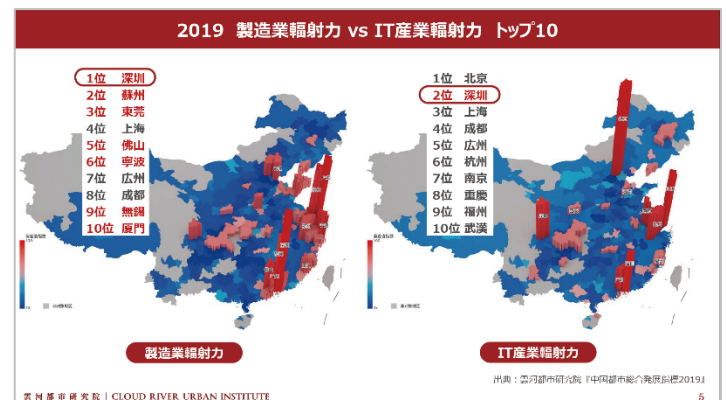 2019 製造業輻射力 vs IT産業輻射力 トップ10
1位 深圳
2位 蘇州
3位 東莞
4位 上海
5位 佛山
6位 寧波
7位 広州
8位 成都
9位 無錫
10位 厦門
1位 北京
2位 深圳
3位 上海
4位 成都
5位 広州
6位 杭州
7位 南京
8位 重慶
9位 福州
10位 武漢
製造業輻射力
IT産業輻射力
出典：雲河都市研究院『中国都市総合発展指標2019』
雲河都市研究院 | CLOUD RIVER URBAN INSTITUTE
5